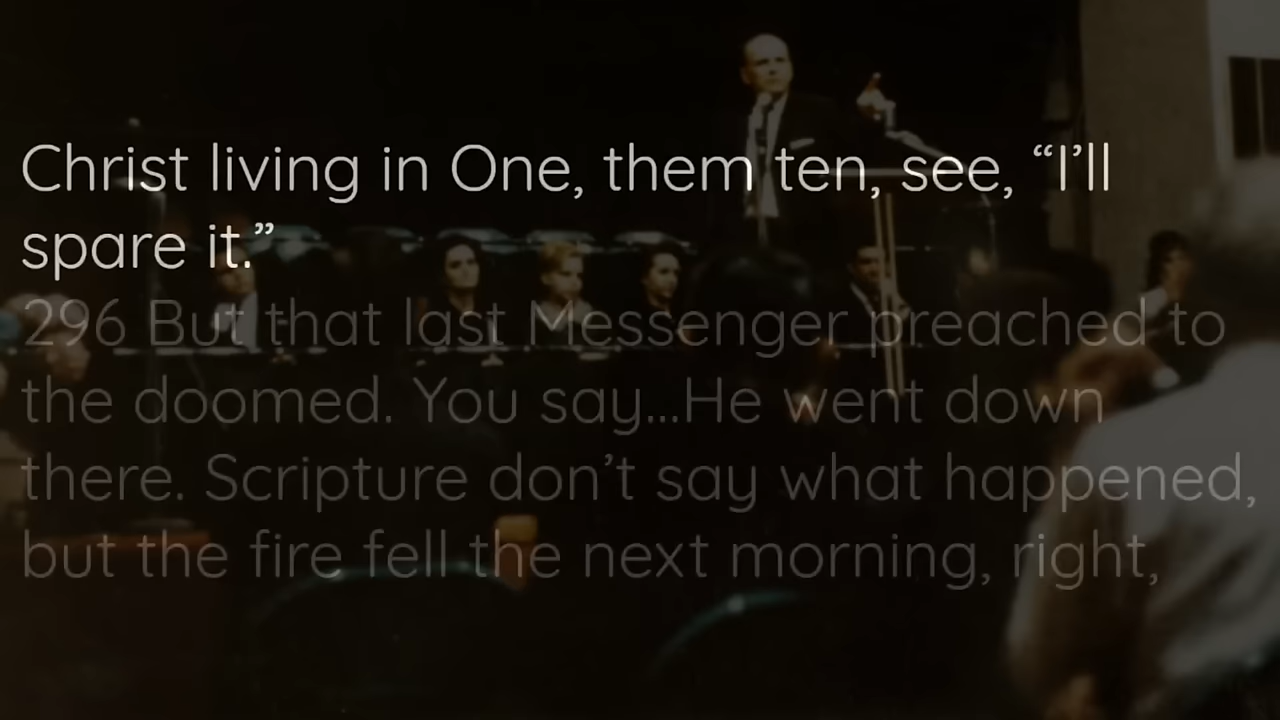 Christ living in One, them ten, see, “I’ll
spare it.”
296 But that last Messenger preached to
the doomed. You say...He went down
there. Scripture don’t say what happened,
but the fire fell the next morning, right,